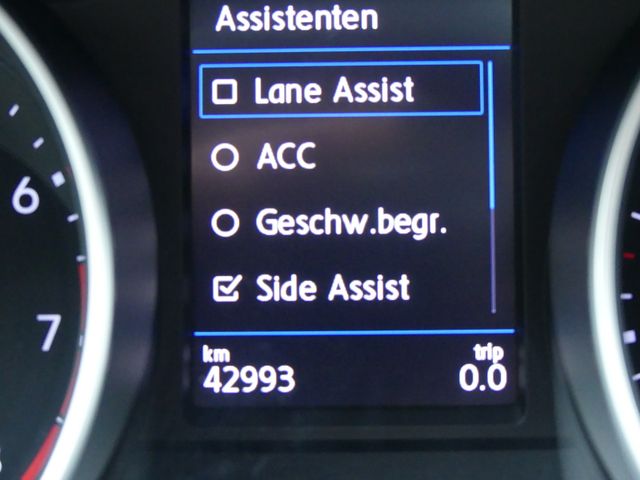 Assistenten
Lane Assist
ACC
Geschw.begr.
Side Assist
6
7
km trip
42993 0.0